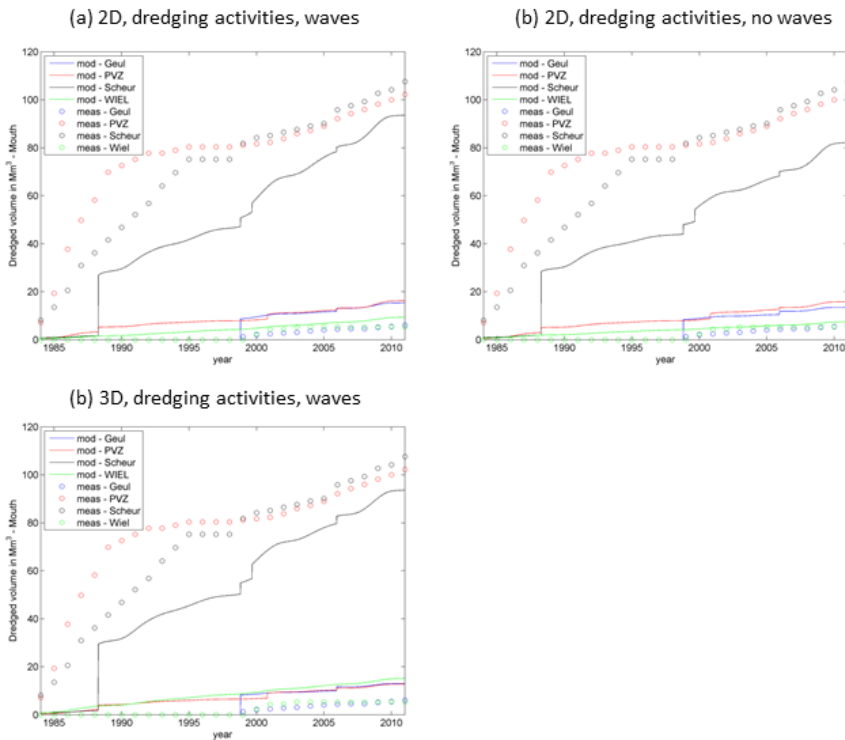 (a) 2D, dredging activities, waves
Dredged volume in Mm³ - Mouth
120
100
80
60
40
20
0
mod - Geul
mod - PVZ
mod - Scheur
mod - WIEL
meas - Geul
meas - PVZ
meas - Scheur
meas - Wiel
1985
1990
1995
2000
2005
2010
year
(b) 2D, dredging activities, no waves
Dredged volume in Mm³ - Mouth
120
100
80
60
40
20
0
mod - Geul
mod - PVZ
mod - Scheur
mod - WIEL
meas - Geul
meas - PVZ
meas - Scheur
meas - Wiel
1985
1990
1995
2000
2005
2010
year
(b) 3D, dredging activities, waves
Dredged volume in Mm³ - Mouth
120
100
80
60
40
20
0
mod - Geul
mod - PVZ
mod - Scheur
mod - WIEL
meas - Geul
meas - PVZ
meas - Scheur
meas - Wiel
1985
1990
1995
2000
2005
2010
year